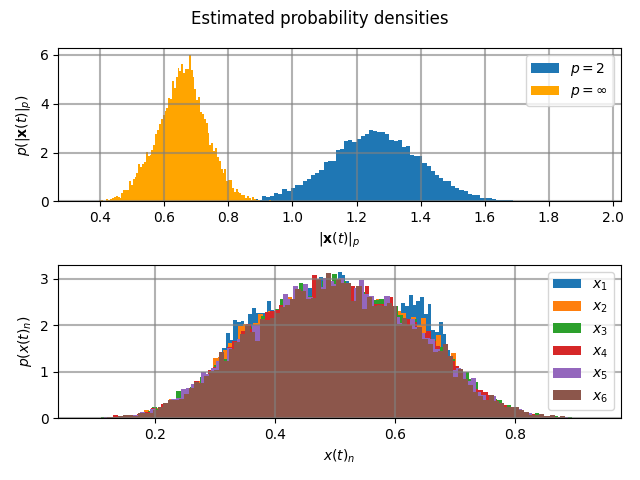 Estimated probability densities
6
4
2
0
p(|𝐱(t)|ₚ)
p = 2
p = ∞
0.4 0.6 0.8 1.0 1.2 1.4 1.6 1.8 2.0
|𝐱(t)|ₚ
3
2
1
0
p(x(t)ₙ)
x₁
x₂
x₃
x₄
x₅
x₆
0.2 0.4 0.6 0.8
x(t)ₙ